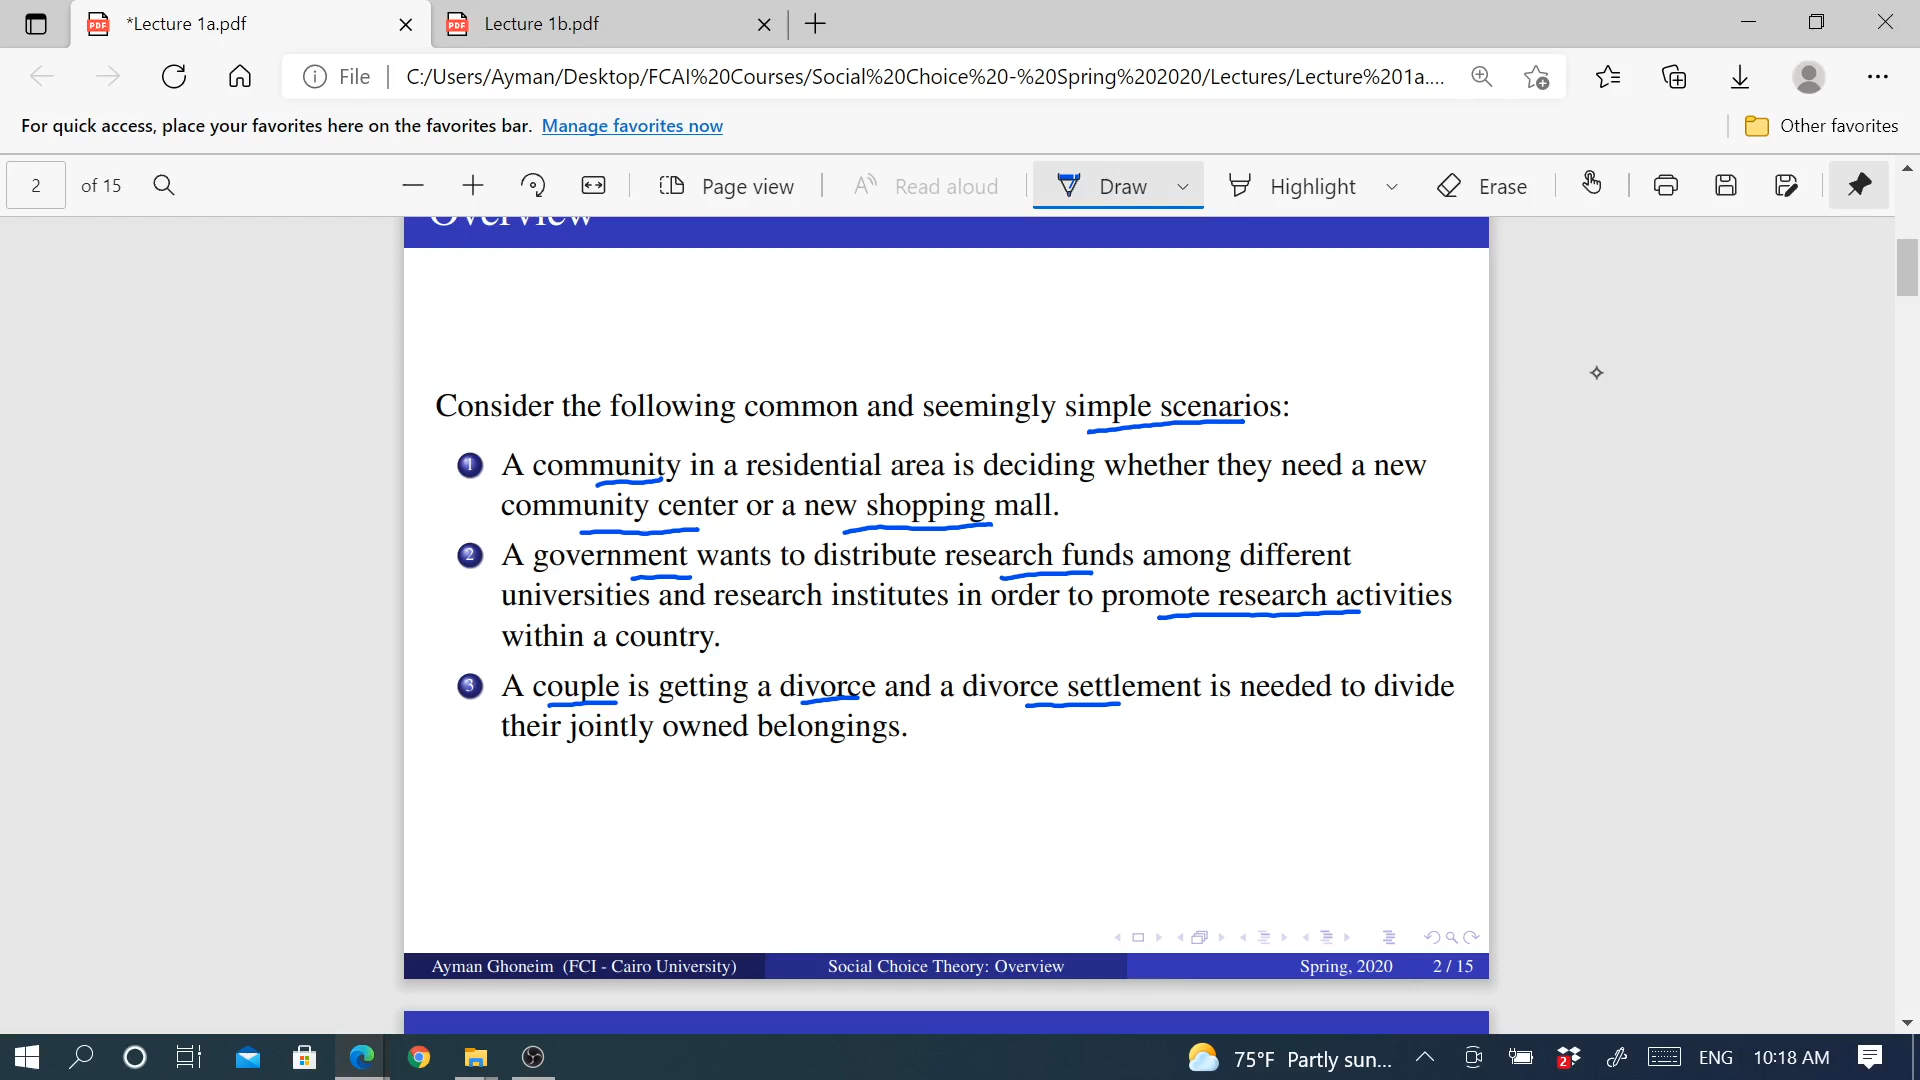 *Lecture 1a.pdf
Lecture 1b.pdf
File
C:/Users/Ayman/Desktop/FCAI%20Courses/Social%20Choice%20-%20Spring%202020/Lectures/Lecture%201a....
For quick access, place your favorites here on the favorites bar. Manage favorites now
Other favorites
2 of 15
Page view
Read aloud
Draw
Highlight
Erase
Overview
Consider the following common and seemingly simple scenarios:
1 A community in a residential area is deciding whether they need a new
community center or a new shopping mall.
2 A government wants to distribute research funds among different
universities and research institutes in order to promote research activities
within a country.
3 A couple is getting a divorce and a divorce settlement is needed to divide
their jointly owned belongings.
Ayman Ghoneim (FCI - Cairo University)
Social Choice Theory: Overview
Spring, 2020
2 / 15
75°F Partly sun...
2
ENG
10:18 AM